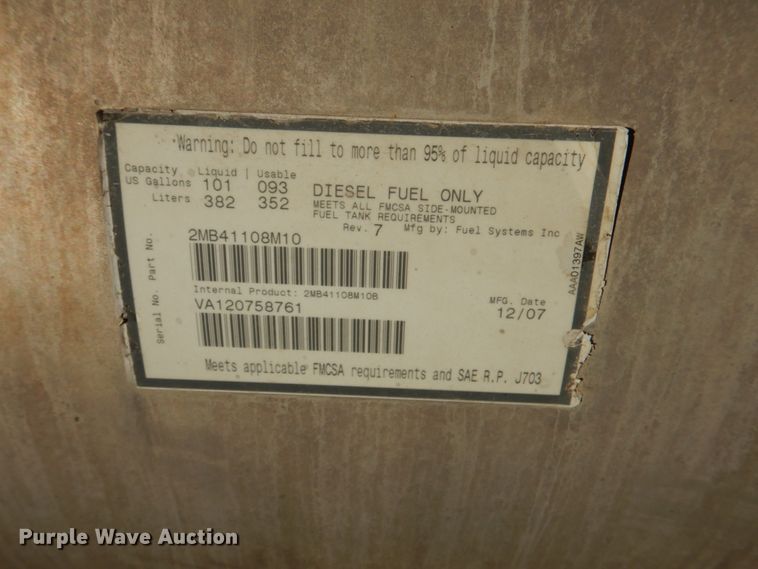 Warning: Do not fill to more than 95% of liquid capacity
Capacity Liquid | Usable
US Gallons 101 093
Liters 382 352
DIESEL FUEL ONLY
MEETS ALL FMCSA SIDE-MOUNTED
FUEL TANK REQUIREMENTS
Rev. 7 Mfg by: Fuel Systems Inc
Part No.
2MB41108M10
Internal Product: 2MB41108M10B
Serial No.
VA120758761
MFG. Date
12/07
AAA01397AW
Meets applicable FMCSA requirements and SAE R.P. J703
Purple Wave Auction